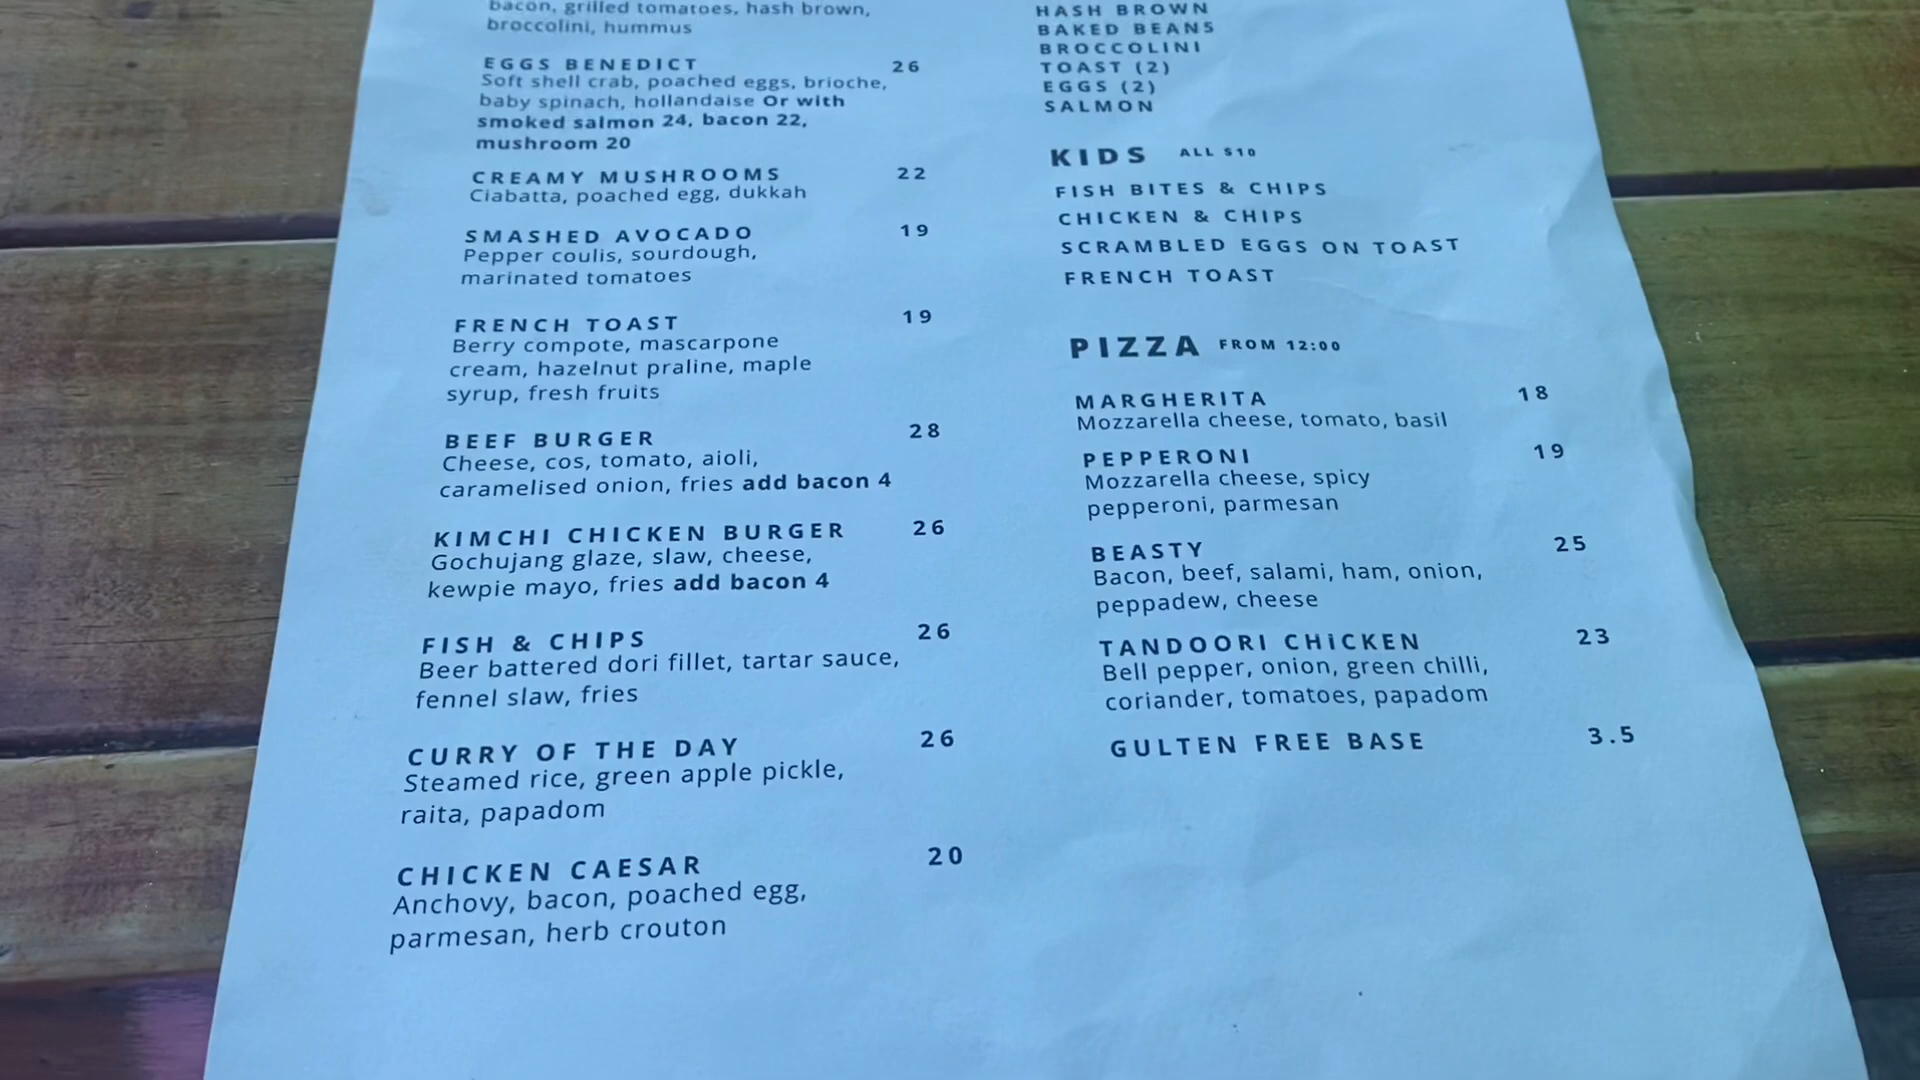 bacon, grilled tomatoes, hash brown,
broccolini, hummus
EGGS BENEDICT 26
Soft shell crab, poached eggs, brioche,
baby spinach, hollandaise Or with
smoked salmon 24, bacon 22,
mushroom 20
CREAMY MUSHROOMS 22
Ciabatta, poached egg, dukkah
SMASHED AVOCADO 19
Pepper coulis, sourdough,
marinated tomatoes
FRENCH TOAST 19
Berry compote, mascarpone
cream, hazelnut praline, maple
syrup, fresh fruits
BEEF BURGER 28
Cheese, cos, tomato, aioli,
caramelised onion, fries add bacon 4
KIMCHI CHICKEN BURGER 26
Gochujang glaze, slaw, cheese,
kewpie mayo, fries add bacon 4
FISH & CHIPS 26
Beer battered dori fillet, tartar sauce,
fennel slaw, fries
CURRY OF THE DAY 26
Steamed rice, green apple pickle,
raita, papadom
CHICKEN CAESAR 20
Anchovy, bacon, poached egg,
parmesan, herb crouton
HASH BROWN
BAKED BEANS
BROCCOLINI
TOAST (2)
EGGS (2)
SALMON
KIDS ALL $10
FISH BITES & CHIPS
CHICKEN & CHIPS
SCRAMBLED EGGS ON TOAST
FRENCH TOAST
PIZZA FROM 12:00
MARGHERITA 18
Mozzarella cheese, tomato, basil
PEPPERONI 19
Mozzarella cheese, spicy
pepperoni, parmesan
BEASTY 25
Bacon, beef, salami, ham, onion,
peppadew, cheese
TANDOORI CHiCKEN 23
Bell pepper, onion, green chilli,
coriander, tomatoes, papadom
GULTEN FREE BASE 3.5